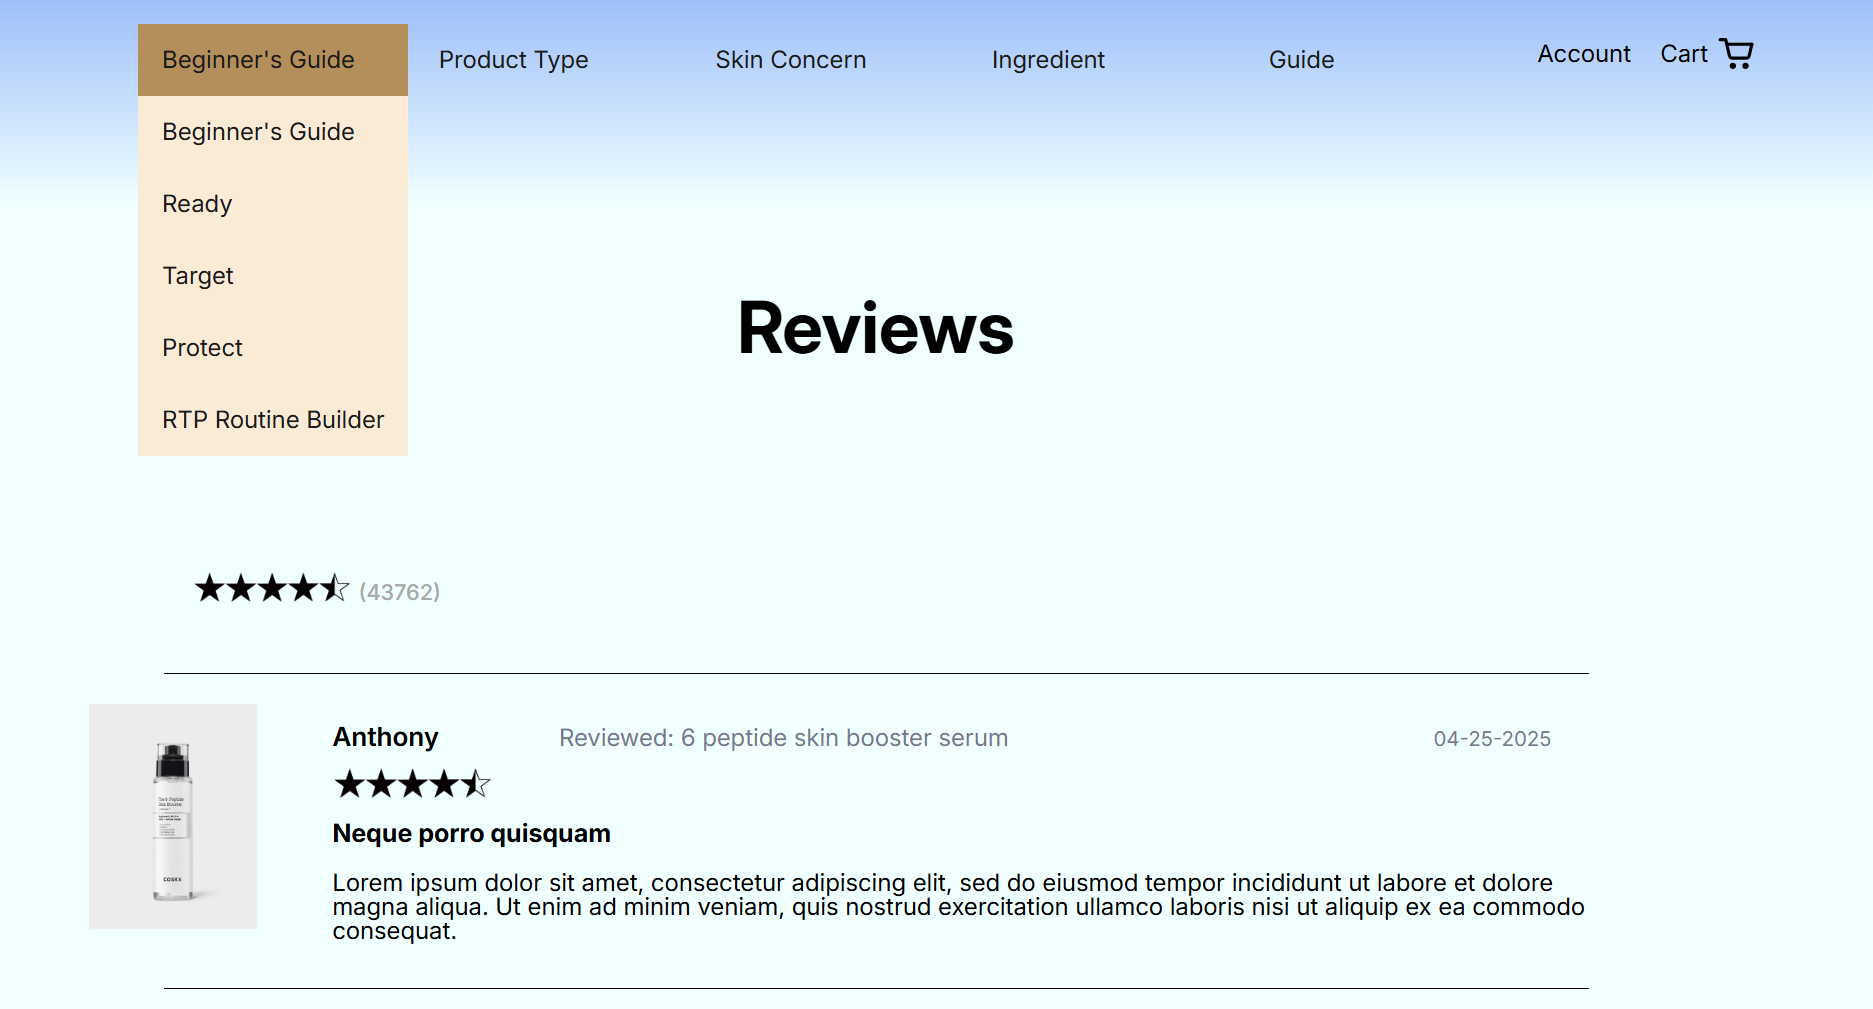 Beginner's Guide
Product Type
Skin Concern
Ingredient
Guide
Account
Cart
Beginner's Guide
Ready
Target
Protect
RTP Routine Builder
Reviews
(43762)
Anthony
Reviewed: 6 peptide skin booster serum
04-25-2025
Neque porro quisquam
Lorem ipsum dolor sit amet, consectetur adipiscing elit, sed do eiusmod tempor incididunt ut labore et dolore
magna aliqua. Ut enim ad minim veniam, quis nostrud exercitation ullamco laboris nisi ut aliquip ex ea commodo
consequat.
COSRX